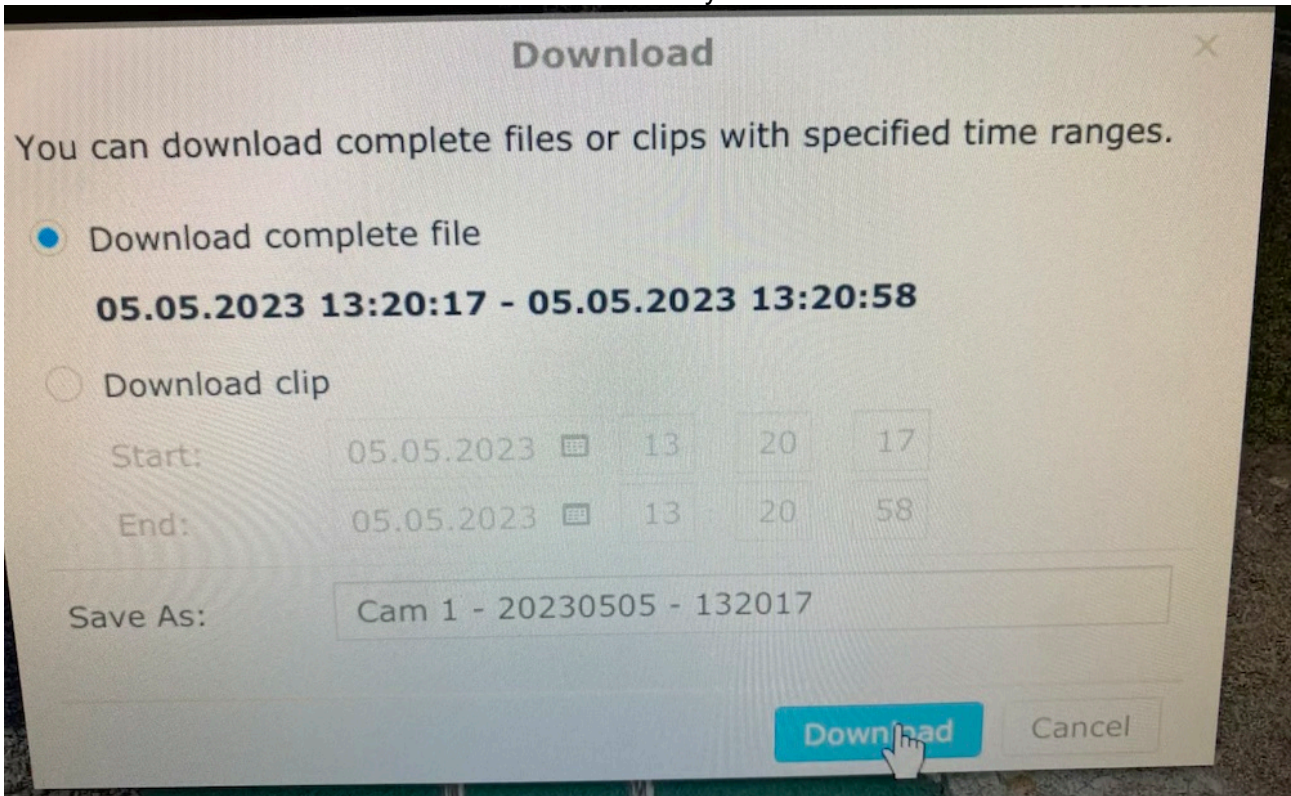 Download
You can download complete files or clips with specified time ranges.
Download complete file
05.05.2023 13:20:17 - 05.05.2023 13:20:58
Download clip
Start: 05.05.2023 13 20 17
End: 05.05.2023 13 20 58
Save As: Cam 1 - 20230505 - 132017
Download Cancel